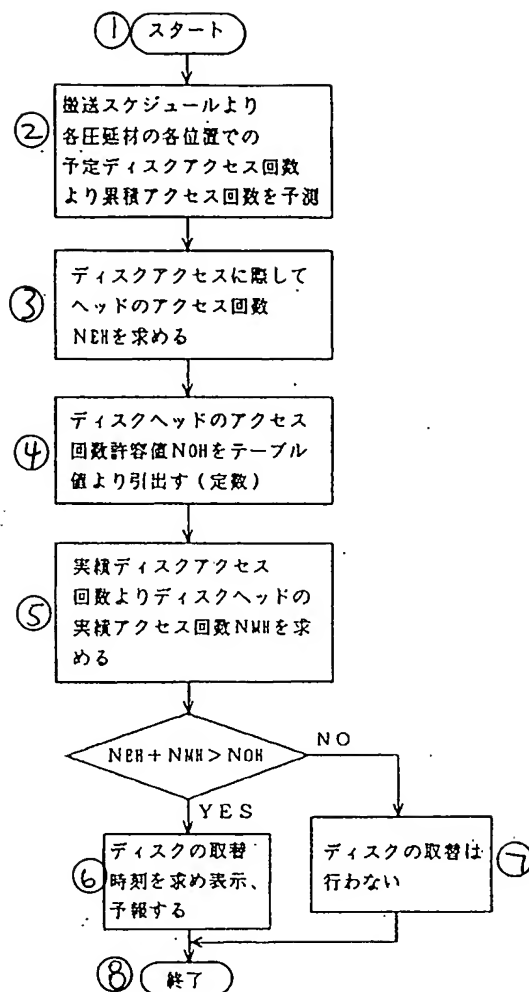 ① スタート
②
搬送スケジュールより
各圧延材の各位置での
予定ディスクアクセス回数
より累積アクセス回数を予測
③
ディスクアクセスに際して
ヘッドのアクセス回数
NEHを求める
④
ディスクヘッドのアクセス
回数許容値NOHをテーブル
値より引出す(定数)
⑤
実績ディスクアクセス
回数よりディスクヘッドの
実績アクセス回数NMHを求
める
NEH+NMH>NOH
NO
YES
⑥
ディスクの取替
時刻を求め表示、
予報する
⑦
ディスクの取替は
行わない
⑧ 終了